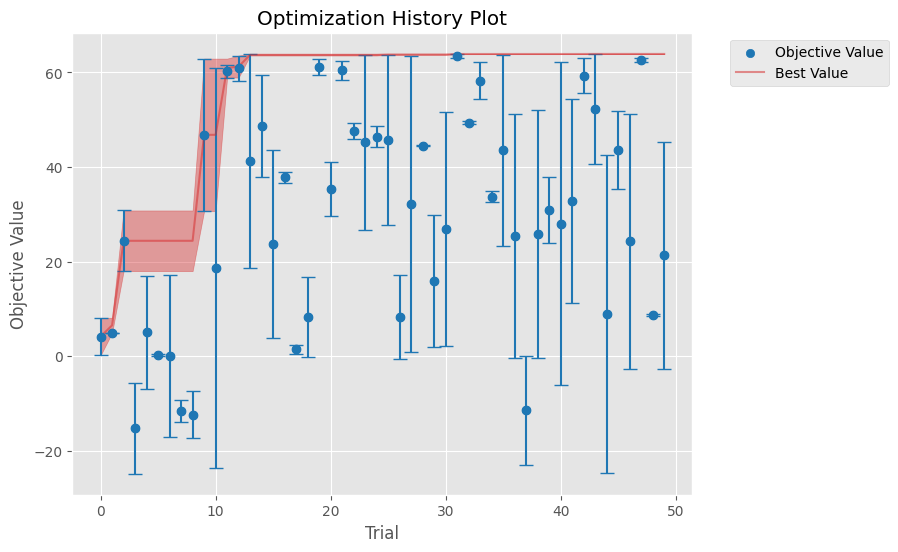 Optimization History Plot
Objective Value
Best Value
Objective Value
60
40
20
0
−20
0 10 20 30 40 50
Trial